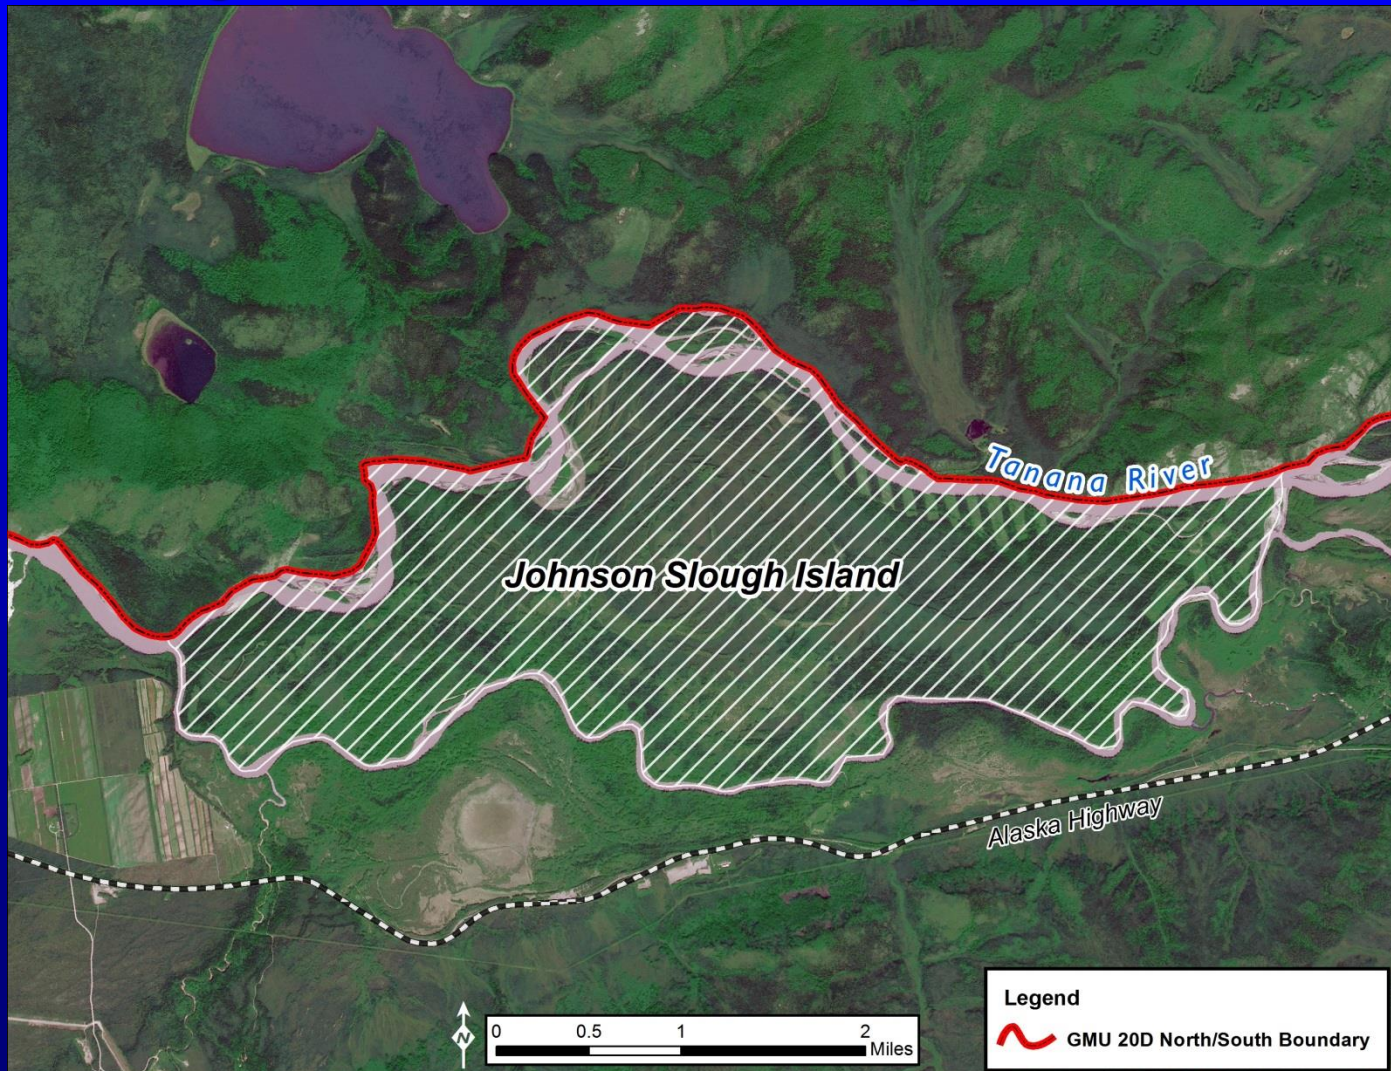 Tanana River
Johnson Slough Island
Alaska Highway
N
0 0.5 1 2
Miles
Legend
GMU 20D North/South Boundary